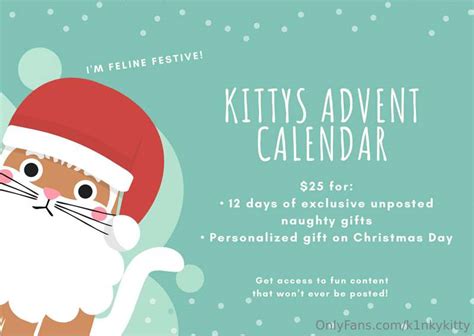 I'M FELINE FESTIVE!
KITTYS ADVENT
CALENDAR
$25 for:
• 12 days of exclusive unposted
naughty gifts
• Personalized gift on Christmas Day
Get access to fun content
that won't ever be posted!
OnlyFans.com/k1nkykitty